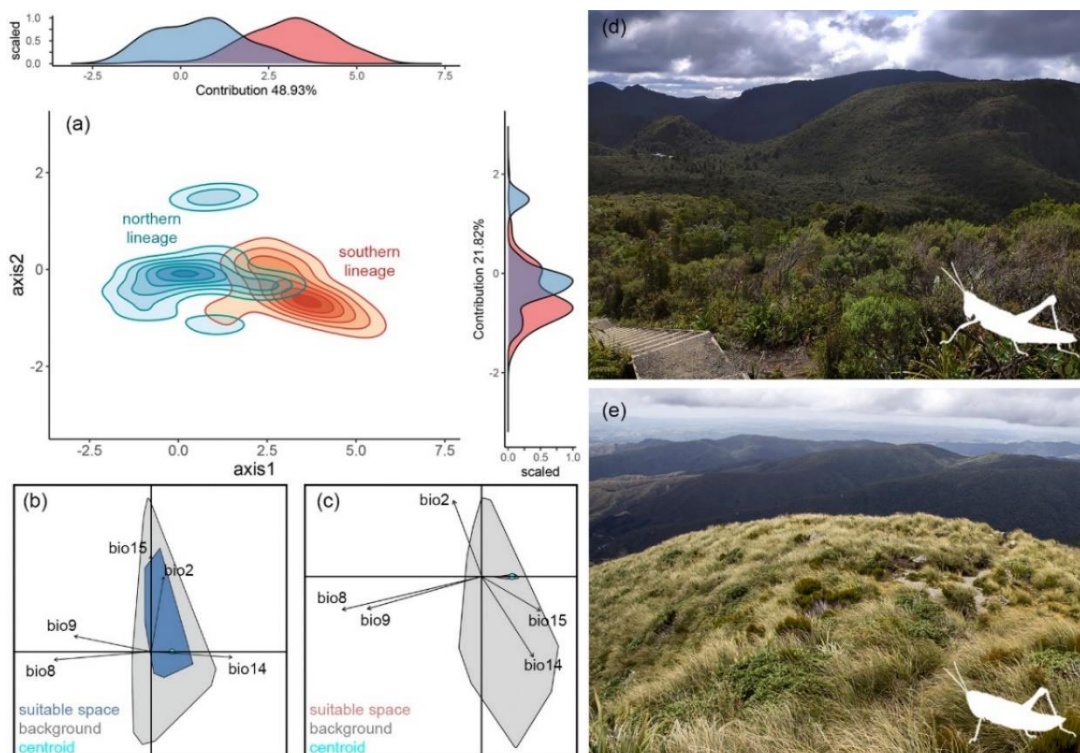 scaled
1.0
0.5
0.0
-2.5
0.0
2.5
5.0
7.5
Contribution 48.93%
(a)
northern
lineage
southern
lineage
axis2
2
0
-2
-2.5
0.0
2.5
5.0
7.5
axis1
Contribution 21.82%
2
0
-2
0.0
0.5
1.0
scaled
(b)
bio15
bio2
bio9
bio8
bio14
suitable space
background
centroid
(c)
bio2
bio8
bio9
bio15
bio14
suitable space
background
centroid
(d)
(e)